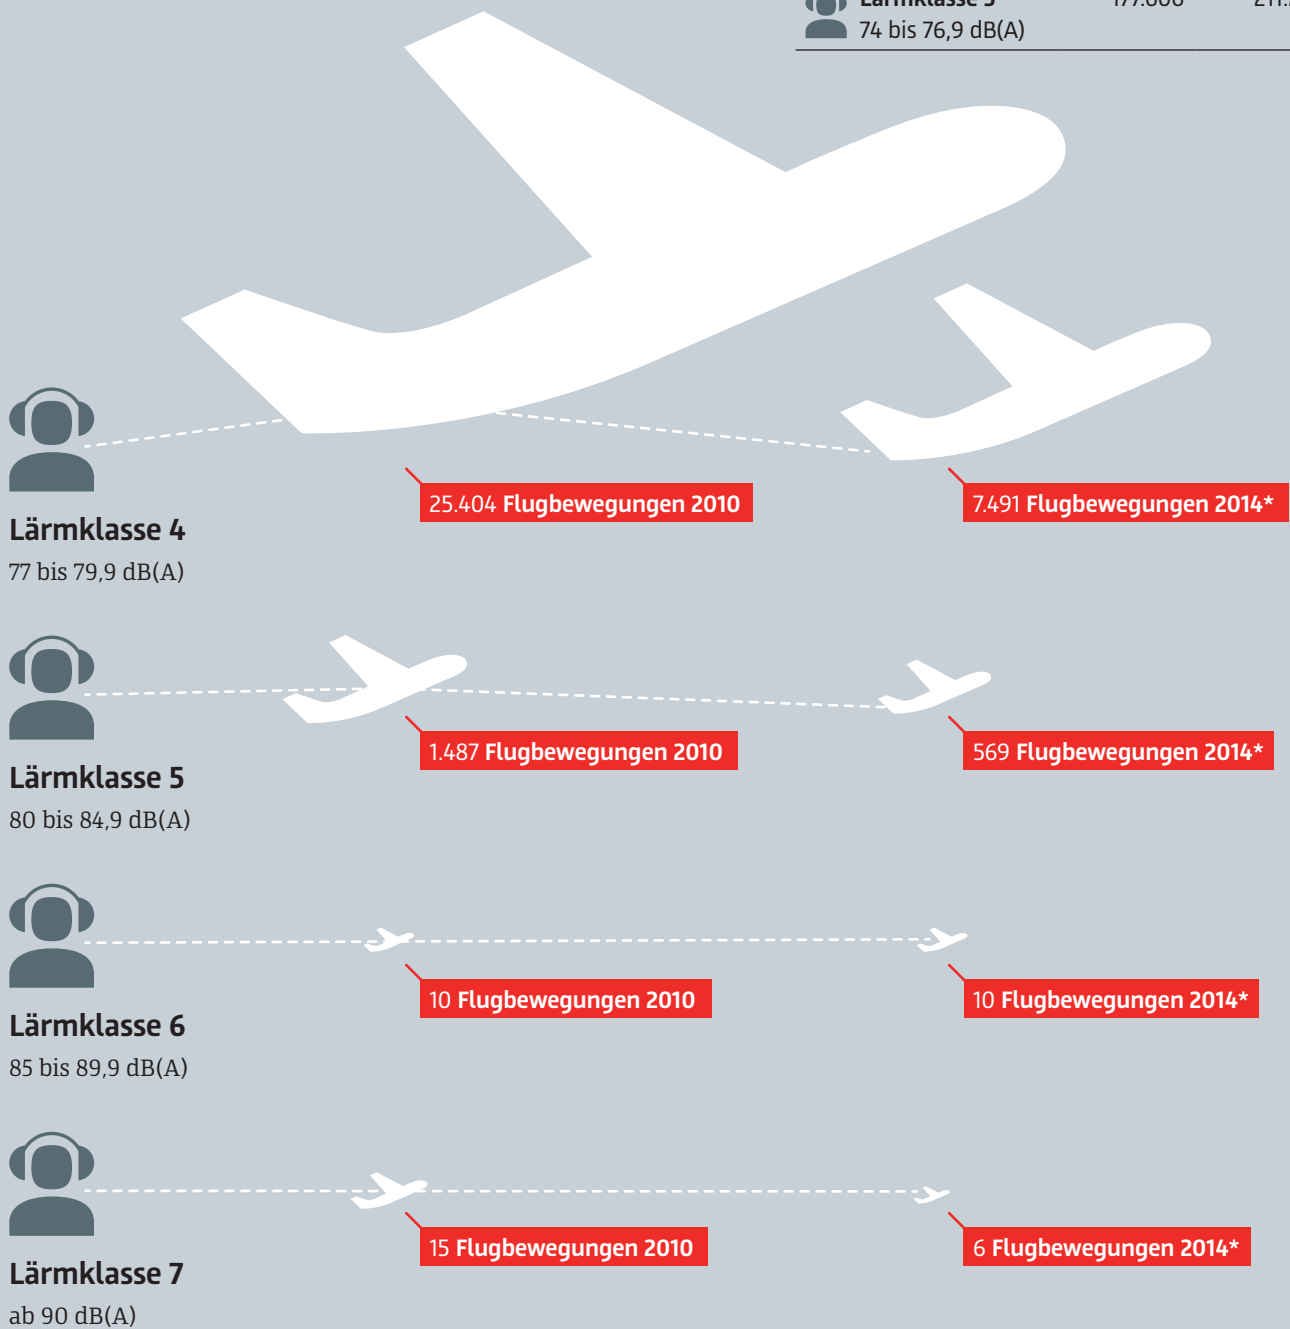 74 bis 76,9 dB(A)
25.404 Flugbewegungen 2010
7.491 Flugbewegungen 2014*
Lärmklasse 4
77 bis 79,9 dB(A)
1.487 Flugbewegungen 2010
569 Flugbewegungen 2014*
Lärmklasse 5
80 bis 84,9 dB(A)
10 Flugbewegungen 2010
10 Flugbewegungen 2014*
Lärmklasse 6
85 bis 89,9 dB(A)
15 Flugbewegungen 2010
6 Flugbewegungen 2014*
Lärmklasse 7
ab 90 dB(A)